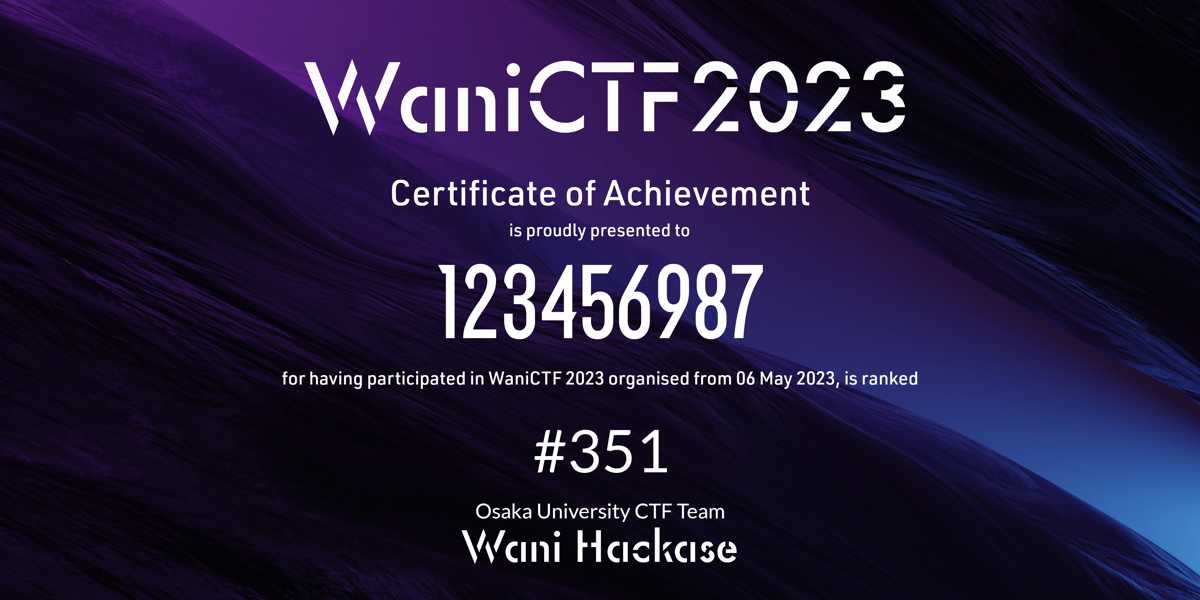 WaniCTF2023
Certificate of Achievement
is proudly presented to
123456987
for having participated in WaniCTF 2023 organised from 06 May 2023, is ranked
#351
Osaka University CTF Team
Wani Hackase